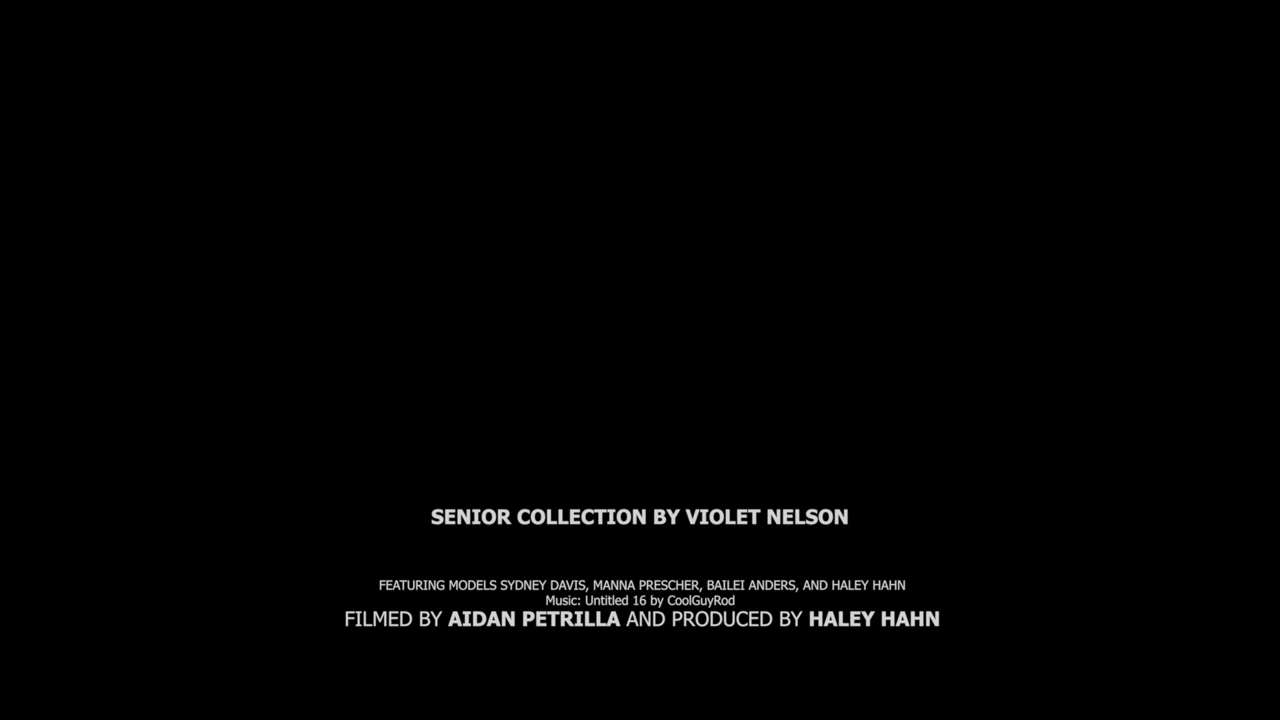 SENIOR COLLECTION BY VIOLET NELSON
FEATURING MODELS SYDNEY DAVIS, MANNA PRESCHER, BAILEI ANDERS, AND HALEY HAHN
Music: Untitled 16 by CoolGuyRod
FILMED BY AIDAN PETRILLA AND PRODUCED BY HALEY HAHN